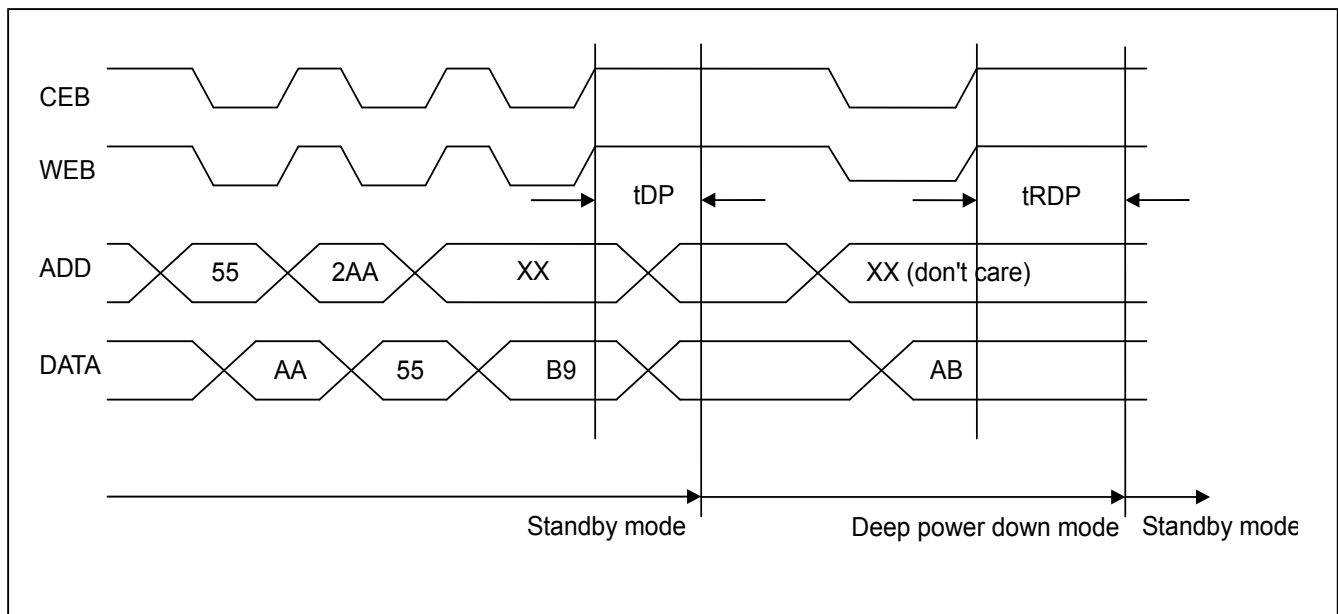 CEB
WEB
tDP
tRDP
ADD
55
2AA
XX
XX (don't care)
DATA
AA
55
B9
AB
Standby mode
Deep power down mode
Standby mode